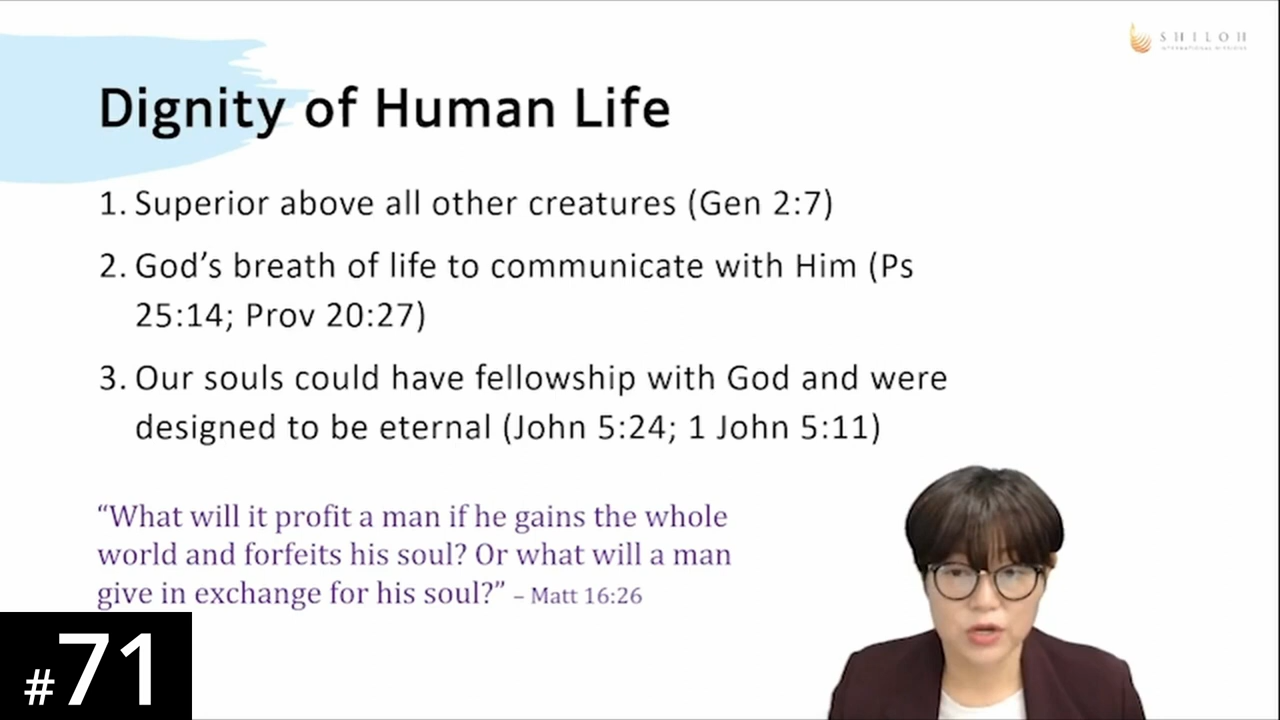 SHILOH
INTERNATIONAL MISSIONS
Dignity of Human Life
1. Superior above all other creatures (Gen 2:7)
2. God’s breath of life to communicate with Him (Ps
25:14; Prov 20:27)
3. Our souls could have fellowship with God and were
designed to be eternal (John 5:24; 1 John 5:11)
“What will it profit a man if he gains the whole
world and forfeits his soul? Or what will a man
give in exchange for his soul?” – Matt 16:26
#71